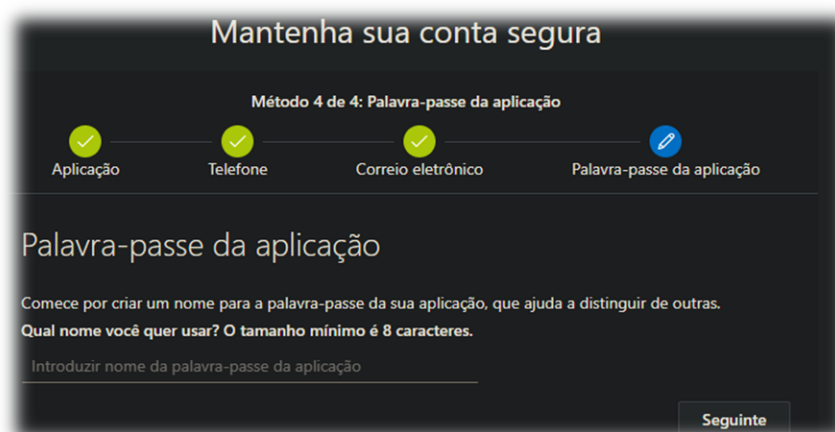 Mantenha sua conta segura
Método 4 de 4: Palavra-passe da aplicação
Aplicação
Telefone
Correio eletrônico
Palavra-passe da aplicação
Palavra-passe da aplicação
Comece por criar um nome para a palavra-passe da sua aplicação, que ajuda a distinguir de outras.
Qual nome você quer usar? O tamanho mínimo é 8 caracteres.
Introduzir nome da palavra-passe da aplicação
Seguinte